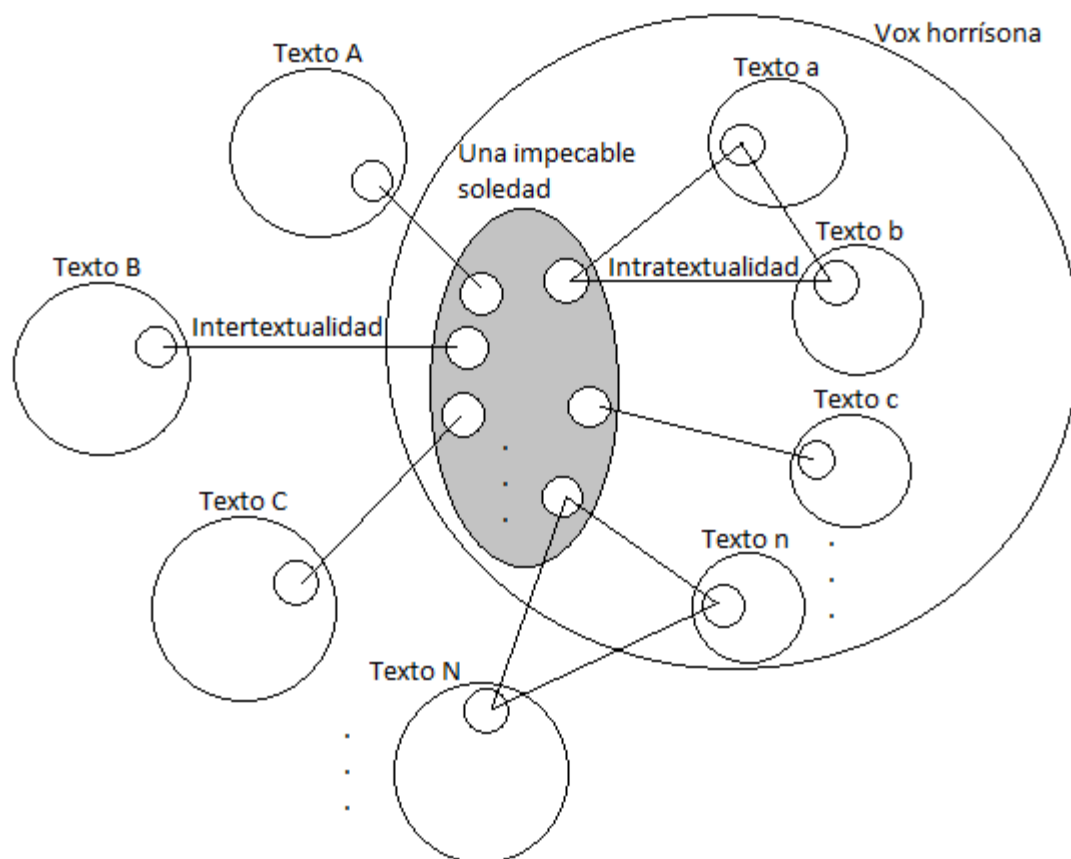 Vox horrísona
Texto A
Texto a
Una impecable
soledad
Texto b
Texto B
Intratextualidad
Intertextualidad
Texto c
Texto C
Texto n
Texto N